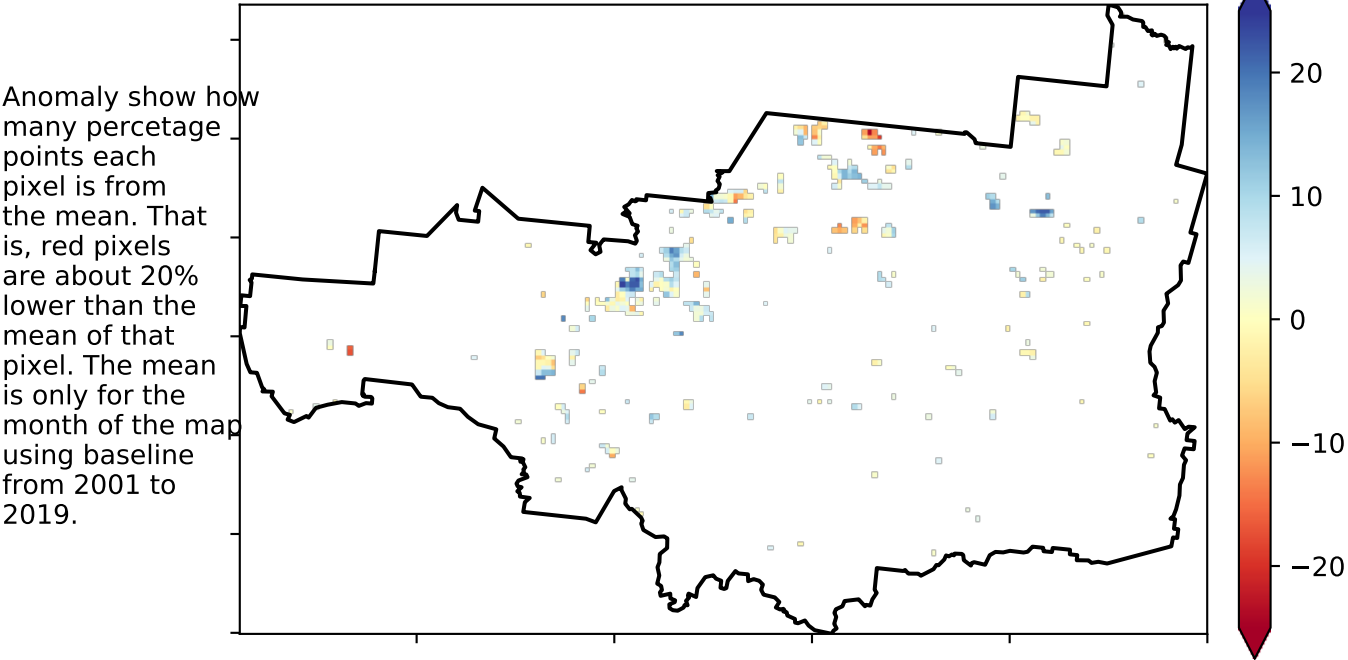 Anomaly show how
many percetage
points each
pixel is from
the mean. That
is, red pixels
are about 20%
lower than the
mean of that
pixel. The mean
is only for the
month of the map
using baseline
from 2001 to
2019.
20
10
0
−10
−20